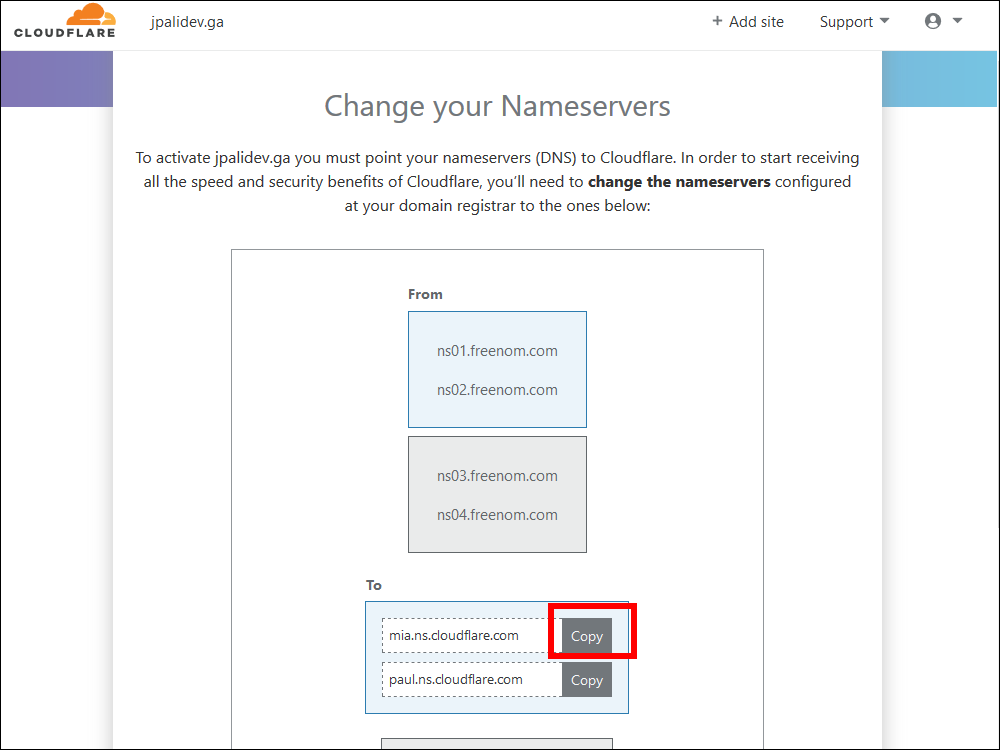 CLOUDFLARE
jpalidev.ga
+ Add site
Support
Change your Nameservers
To activate jpalidev.ga you must point your nameservers (DNS) to Cloudflare. In order to start receiving
all the speed and security benefits of Cloudflare, you’ll need to change the nameservers configured
at your domain registrar to the ones below:
From
ns01.freenom.com
ns02.freenom.com
ns03.freenom.com
ns04.freenom.com
To
mia.ns.cloudflare.com Copy
paul.ns.cloudflare.com Copy